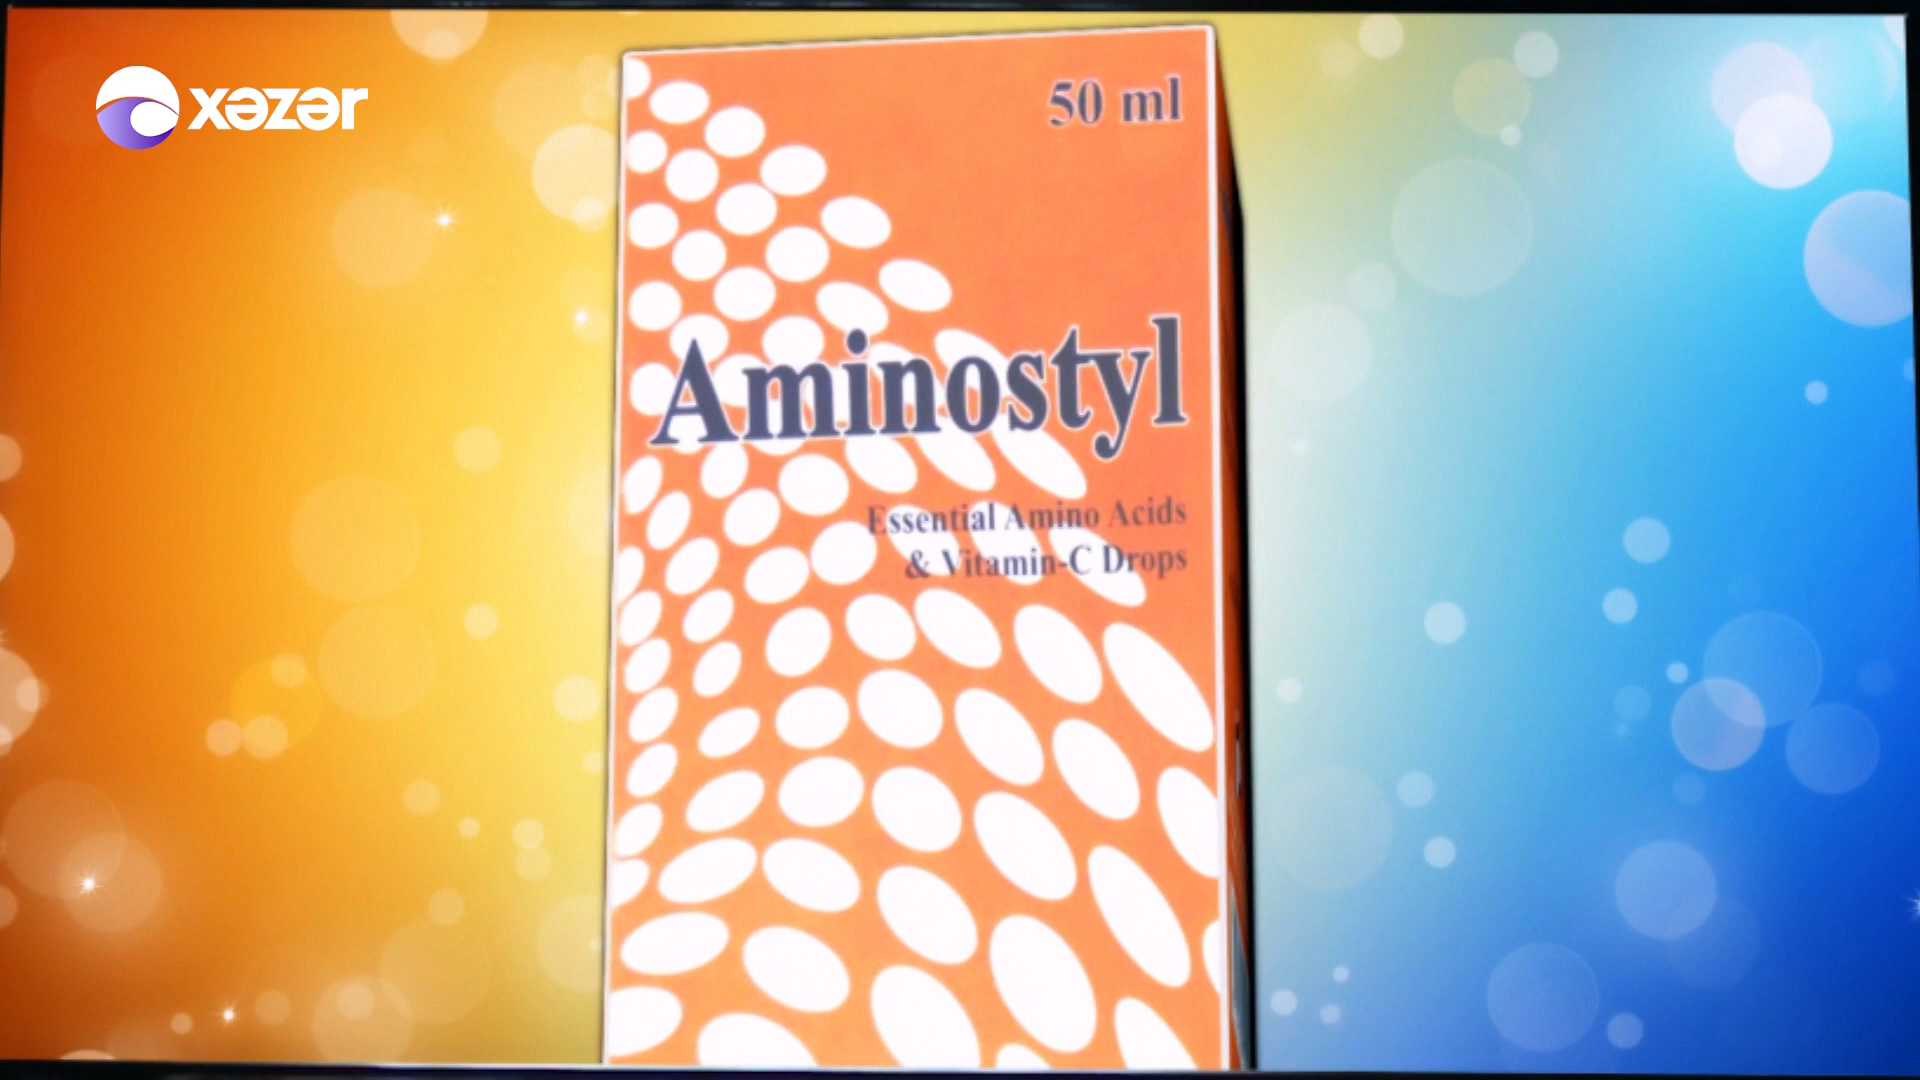 xəzər
50 ml
Aminostyl
Essential Amino Acids
& Vitamin-C Drops